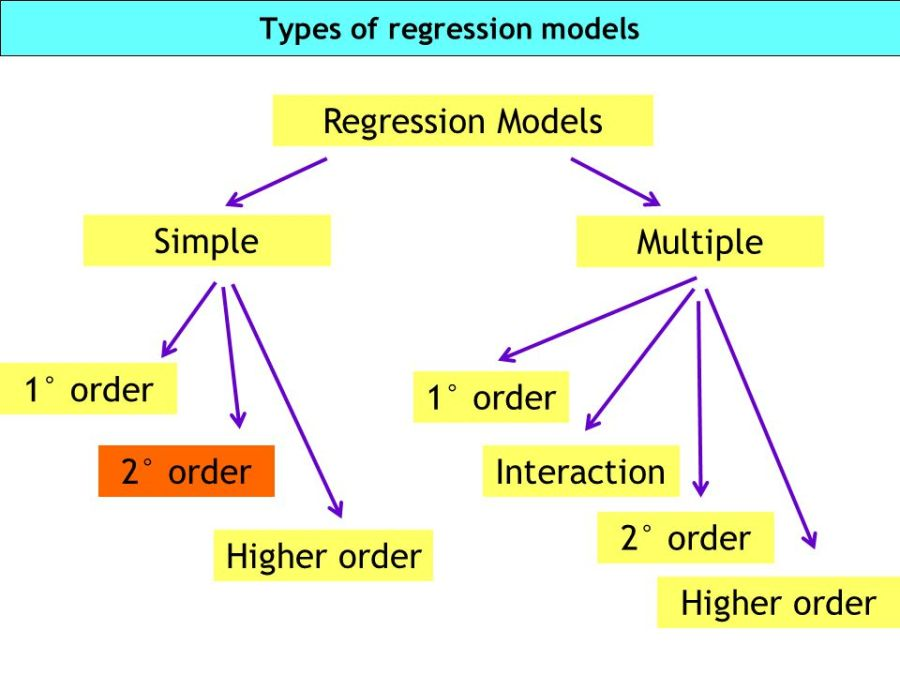 Types of regression models
Regression Models
Simple
Multiple
1° order
1° order
2° order
Interaction
2° order
Higher order
Higher order